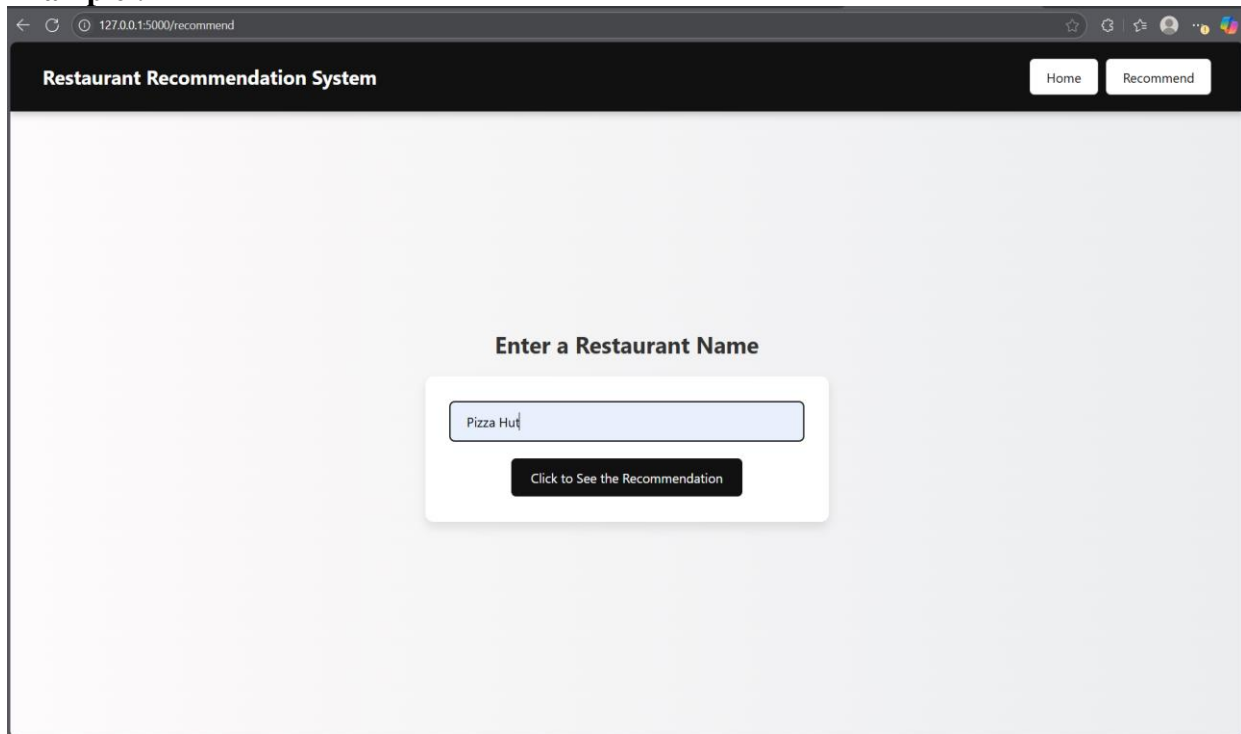 127.0.0.1:5000/recommend
Restaurant Recommendation System
Home
Recommend
Enter a Restaurant Name
Pizza Hut
Click to See the Recommendation